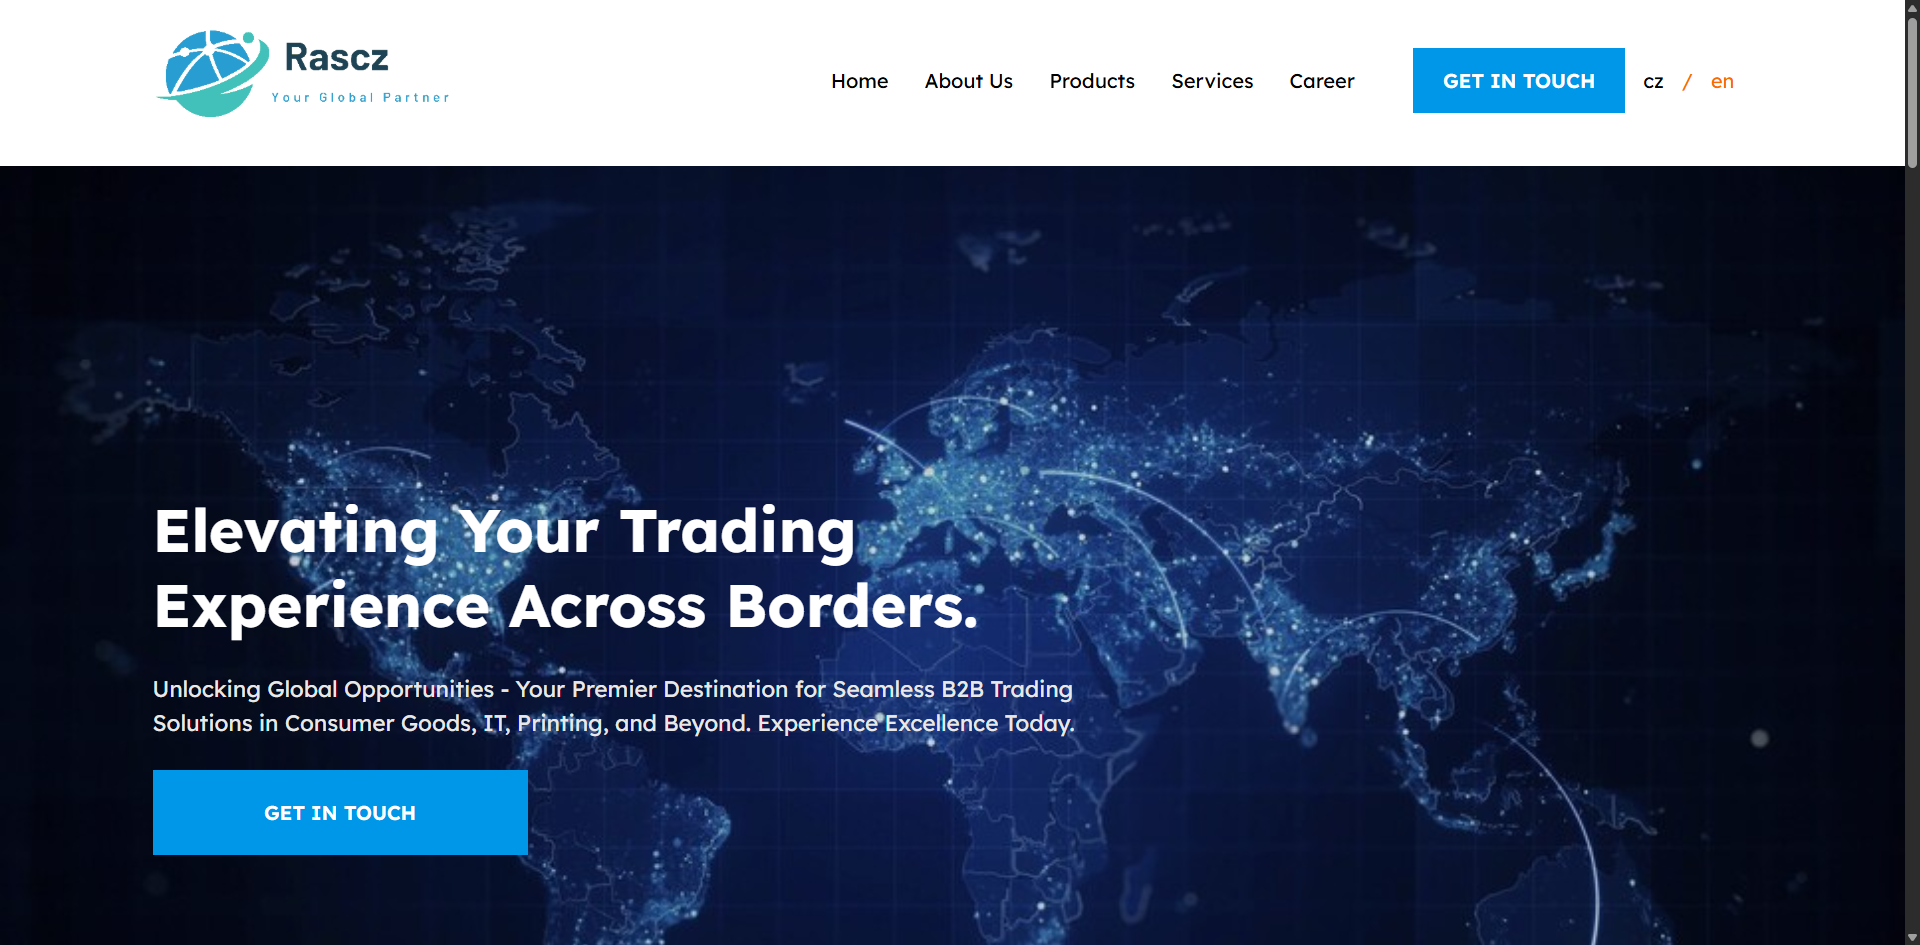 Rascz
Your Global Partner
Home
About Us
Products
Services
Career
GET IN TOUCH
cz / en
Elevating Your Trading
Experience Across Borders.
Unlocking Global Opportunities - Your Premier Destination for Seamless B2B Trading
Solutions in Consumer Goods, IT, Printing, and Beyond. Experience Excellence Today.
GET IN TOUCH